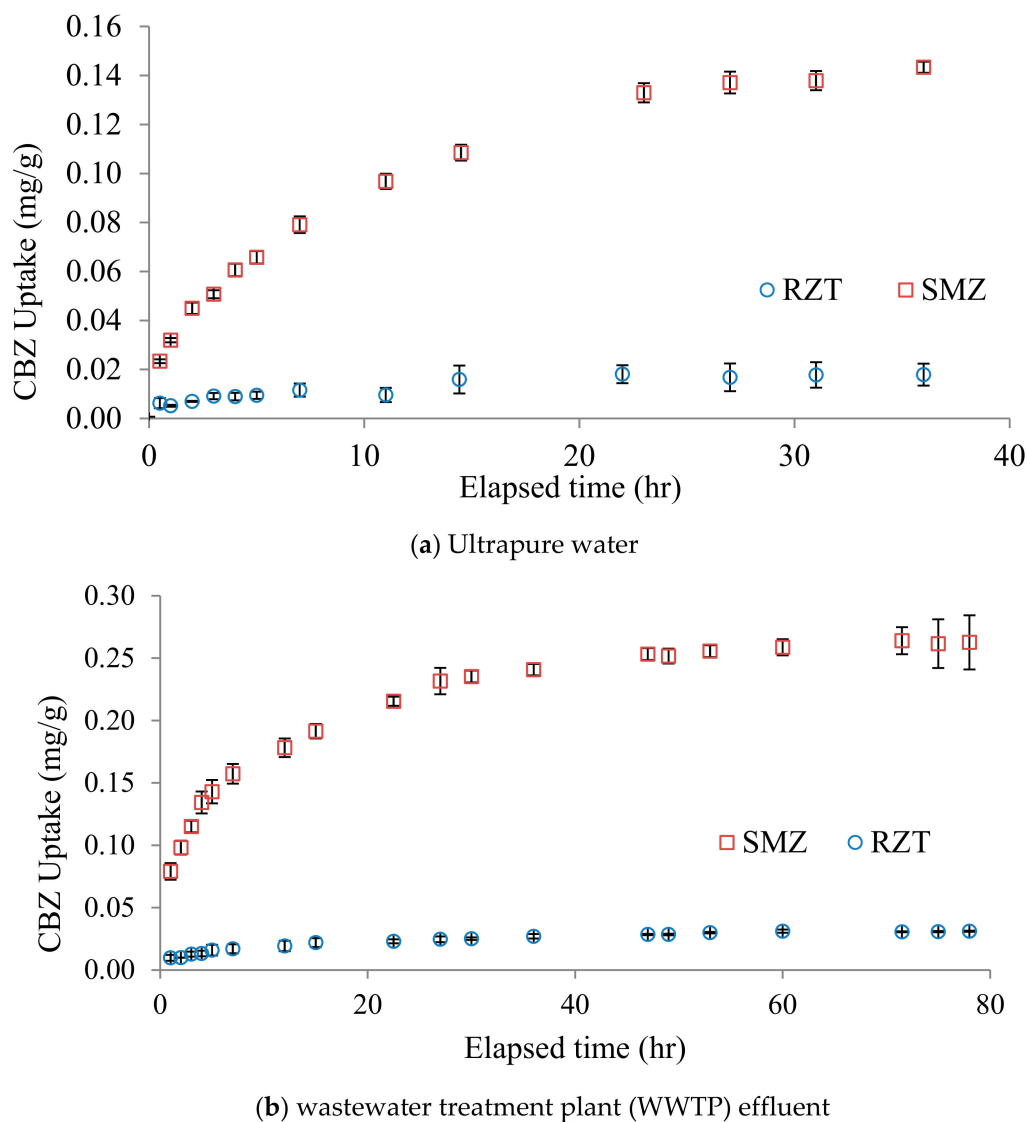 0.16
0.14
0.12
0.10
0.08
0.06
0.04
0.02
0.00
CBZ Uptake (mg/g)
RZT SMZ
0 10 20 30 40
Elapsed time (hr)
(a) Ultrapure water
0.30
0.25
0.20
0.15
0.10
0.05
0.00
CBZ Uptake (mg/g)
SMZ RZT
0 20 40 60 80
Elapsed time (hr)
(b) wastewater treatment plant (WWTP) effluent